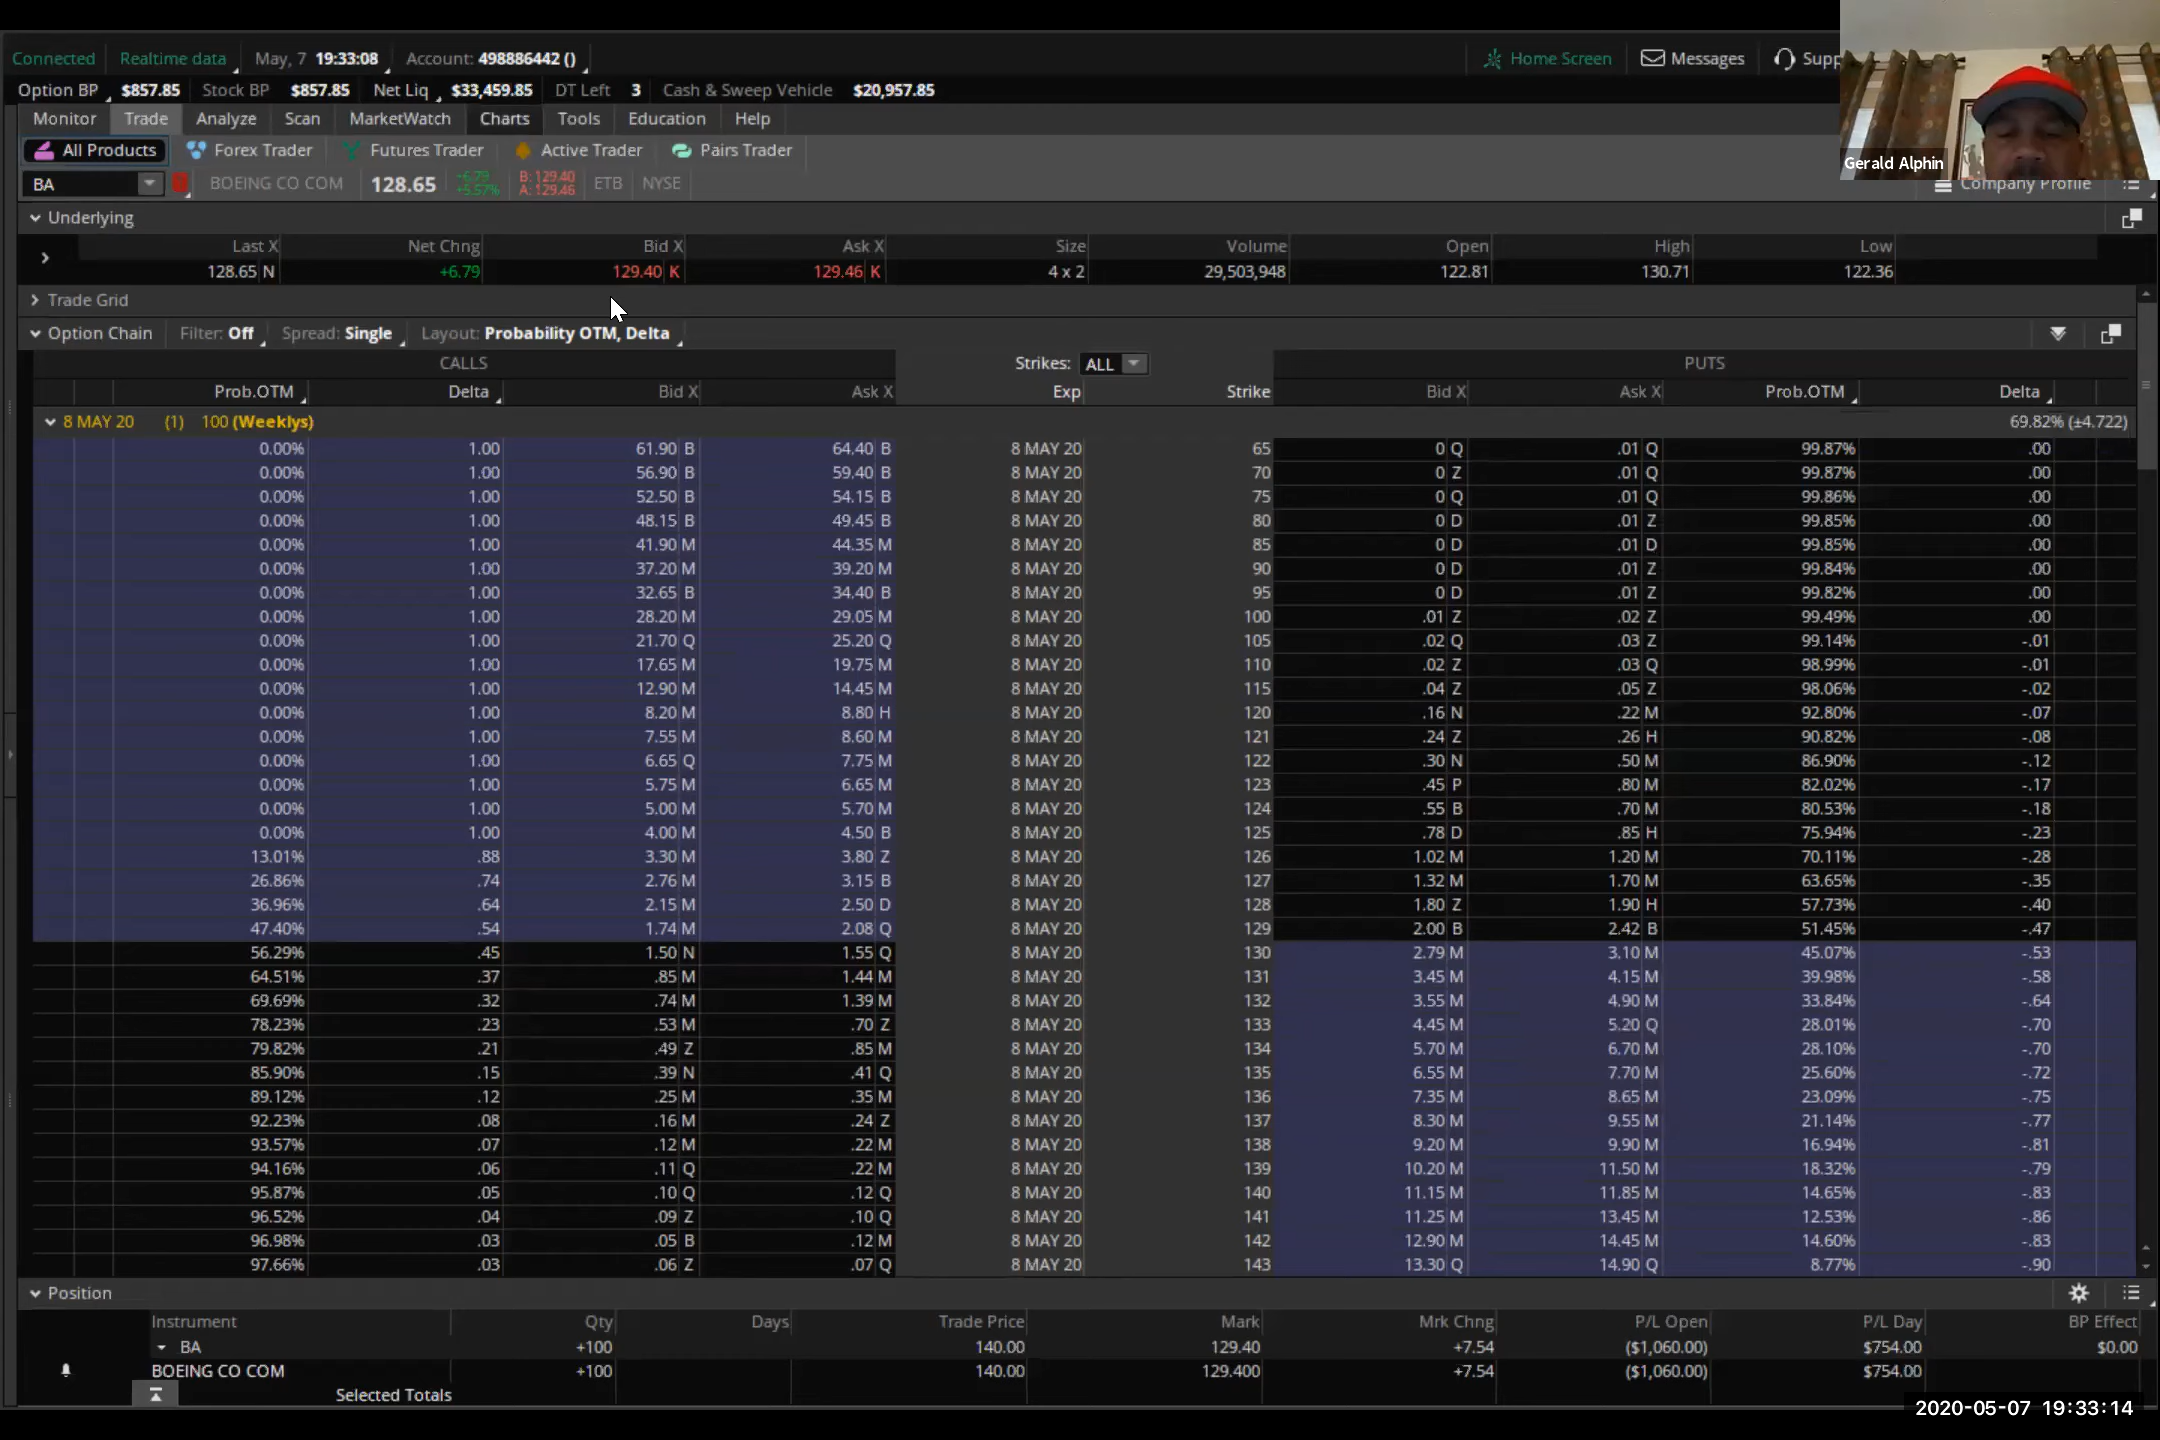 Connected Realtime data May, 7 19:33:08 Account: 498886442 () Home Screen Messages Supp
Option BP $857.85 Stock BP $857.85 Net Liq $33,459.85 DT Left 3 Cash & Sweep Vehicle $20,957.85
Monitor Trade Analyze Scan MarketWatch Charts Tools Education Help
All Products Forex Trader Futures Trader Active Trader Pairs Trader
Gerald Alphin
BA BOEING CO COM 128.65 +6.79 +5.57% B: 129.40 A: 129.46 ETB NYSE Company Profile
Underlying
Last X Net Chng Bid X Ask X Size Volume Open High Low
128.65 N +6.79 129.40 K 129.46 K 4 x 2 29,503,948 122.81 130.71 122.36
Trade Grid
Option Chain Filter: Off Spread: Single Layout: Probability OTM, Delta
CALLS Strikes: ALL PUTS
Prob.OTM Delta Bid X Ask X Exp Strike Bid X Ask X Prob.OTM Delta
8 MAY 20 (1) 100 (Weeklys) 69.82% (±4.722)
0.00% 1.00 61.90 B 64.40 B 8 MAY 20 65 0 Q .01 Q 99.87% .00
0.00% 1.00 56.90 B 59.40 B 8 MAY 20 70 0 Z .01 Q 99.87% .00
0.00% 1.00 52.50 B 54.15 B 8 MAY 20 75 0 Q .01 Q 99.86% .00
0.00% 1.00 48.15 B 49.45 B 8 MAY 20 80 0 D .01 Z 99.85% .00
0.00% 1.00 41.90 M 44.35 M 8 MAY 20 85 0 D .01 D 99.85% .00
0.00% 1.00 37.20 M 39.20 M 8 MAY 20 90 0 D .01 Z 99.84% .00
0.00% 1.00 32.65 B 34.40 B 8 MAY 20 95 0 D .01 Z 99.82% .00
0.00% 1.00 28.20 M 29.05 M 8 MAY 20 100 .01 Z .02 Z 99.49% .00
0.00% 1.00 21.70 Q 25.20 Q 8 MAY 20 105 .02 Q .03 Z 99.14% -.01
0.00% 1.00 17.65 M 19.75 M 8 MAY 20 110 .02 Z .03 Q 98.99% -.01
0.00% 1.00 12.90 M 14.45 M 8 MAY 20 115 .04 Z .05 Z 98.06% -.02
0.00% 1.00 8.20 M 8.80 H 8 MAY 20 120 .16 N .22 M 92.80% -.07
0.00% 1.00 7.55 M 8.60 M 8 MAY 20 121 .24 Z .26 H 90.82% -.08
0.00% 1.00 6.65 Q 7.75 M 8 MAY 20 122 .30 N .50 M 86.90% -.12
0.00% 1.00 5.75 M 6.65 M 8 MAY 20 123 .45 P .80 M 82.02% -.17
0.00% 1.00 5.00 M 5.70 M 8 MAY 20 124 .55 B .70 M 80.53% -.18
0.00% 1.00 4.00 M 4.50 B 8 MAY 20 125 .78 D .85 H 75.94% -.23
13.01% .88 3.30 M 3.80 Z 8 MAY 20 126 1.02 M 1.20 M 70.11% -.28
26.86% .74 2.76 M 3.15 B 8 MAY 20 127 1.32 M 1.70 M 63.65% -.35
36.96% .64 2.15 M 2.50 D 8 MAY 20 128 1.80 Z 1.90 H 57.73% -.40
47.40% .54 1.74 M 2.08 Q 8 MAY 20 129 2.00 B 2.42 B 51.45% -.47
56.29% .45 1.50 N 1.55 Q 8 MAY 20 130 2.79 M 3.10 M 45.07% -.53
64.51% .37 .85 M 1.44 M 8 MAY 20 131 3.45 M 4.15 M 39.98% -.58
69.69% .32 .74 M 1.39 M 8 MAY 20 132 3.55 M 4.90 M 33.84% -.64
78.23% .23 .53 M .70 Z 8 MAY 20 133 4.45 M 5.20 Q 28.01% -.70
79.82% .21 .49 Z .85 M 8 MAY 20 134 5.70 M 6.70 M 28.10% -.70
85.90% .15 .39 N .41 Q 8 MAY 20 135 6.55 M 7.70 M 25.60% -.72
89.12% .12 .25 M .35 M 8 MAY 20 136 7.35 M 8.65 M 23.09% -.75
92.23% .08 .16 M .24 Z 8 MAY 20 137 8.30 M 9.55 M 21.14% -.77
93.57% .07 .12 M .22 M 8 MAY 20 138 9.20 M 9.90 M 16.94% -.81
94.16% .06 .11 Q .22 M 8 MAY 20 139 10.20 M 11.50 M 18.32% -.79
95.87% .05 .10 Q .12 Q 8 MAY 20 140 11.15 M 11.85 M 14.65% -.83
96.52% .04 .09 Z .10 Q 8 MAY 20 141 11.25 M 13.45 M 12.53% -.86
96.98% .03 .05 B .12 M 8 MAY 20 142 12.90 M 14.45 M 14.60% -.83
97.66% .03 .06 Z .07 Q 8 MAY 20 143 13.30 Q 14.90 Q 8.77% -.90
Position
Instrument Qty Days Trade Price Mark Mrk Chng P/L Open P/L Day BP Effect
BA +100 140.00 129.40 +7.54 ($1,060.00) $754.00 $0.00
BOEING CO COM +100 140.00 129.400 +7.54 ($1,060.00) $754.00
Selected Totals
2020-05-07 19:33:14